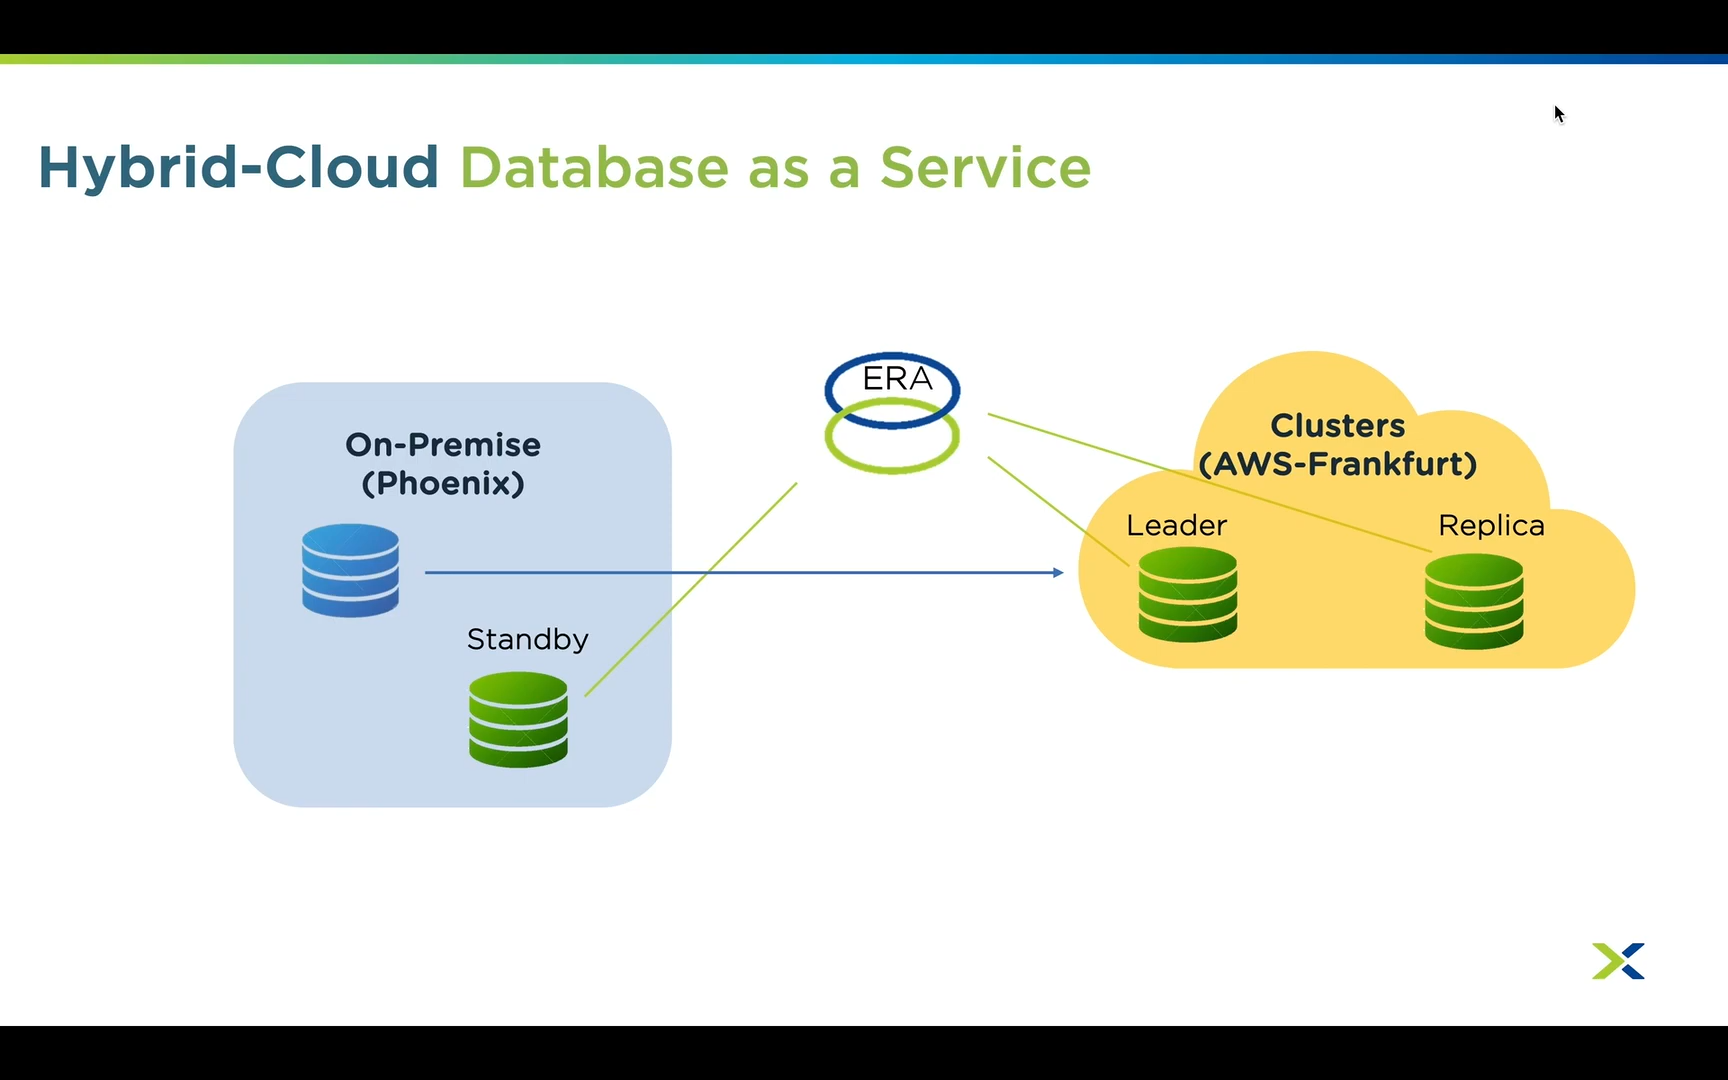 Hybrid-Cloud Database as a Service
ERA
On-Premise
(Phoenix)
Standby
Clusters
(AWS-Frankfurt)
Leader
Replica